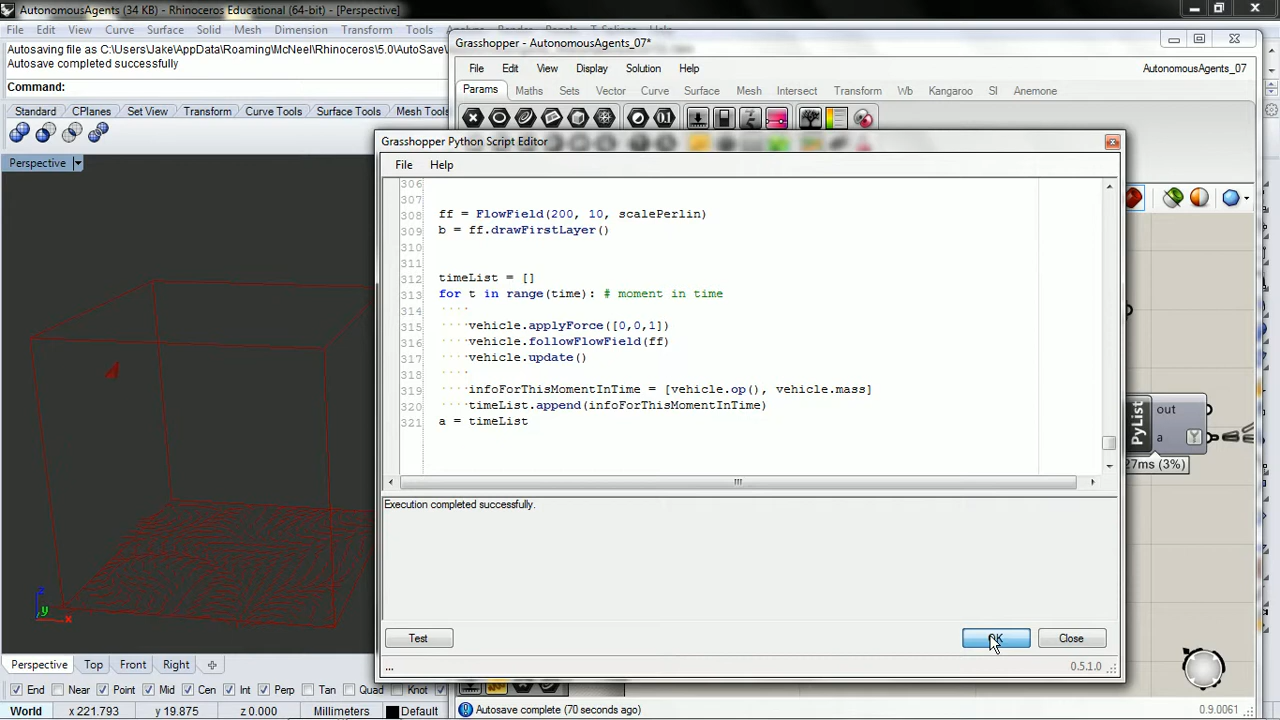 AutonomousAgents (34 KB) - Rhinoceros Educational (64-bit) - [Perspective]
File Edit View Curve Surface Solid Mesh Dimension Transform Tools
Autosaving file as C:\Users\Jake\AppData\Roaming\McNeel\Rhinoceros\5.0\AutoSave\
Autosave completed successfully
Command:
Standard CPlanes Set View Transform Curve Tools Surface Tools Mesh Tools
Perspective
Grasshopper - AutonomousAgents_07*
File Edit View Display Solution Help AutonomousAgents_07
Params Maths Sets Vector Curve Surface Mesh Intersect Transform Wb Kangaroo Anemone
0.1
Grasshopper Python Script Editor
File Help
306
307
308 ff = FlowField(200, 10, scalePerlin)
309 b = ff.drawFirstLayer()
310
311
312 timeList = []
313 for t in range(time): # moment in time
314
315 vehicle.applyForce([0,0,1])
316 vehicle.followFlowField(ff)
317 vehicle.update()
318
319 infoForThisMomentInTime = [vehicle.op(), vehicle.mass]
320 timeList.append(infoForThisMomentInTime)
321 a = timeList
Execution completed successfully.
Test OK Close
... 0.5.1.0
PyList out
a Y
27ms (3%)
z
y
x
Perspective Top Front Right
End Near Point Mid Cen Int Perp Tan Quad Knot
World x 221.793 y 19.875 z 0.000 Millimeters Default
Autosave complete (70 seconds ago) 0.9.0061